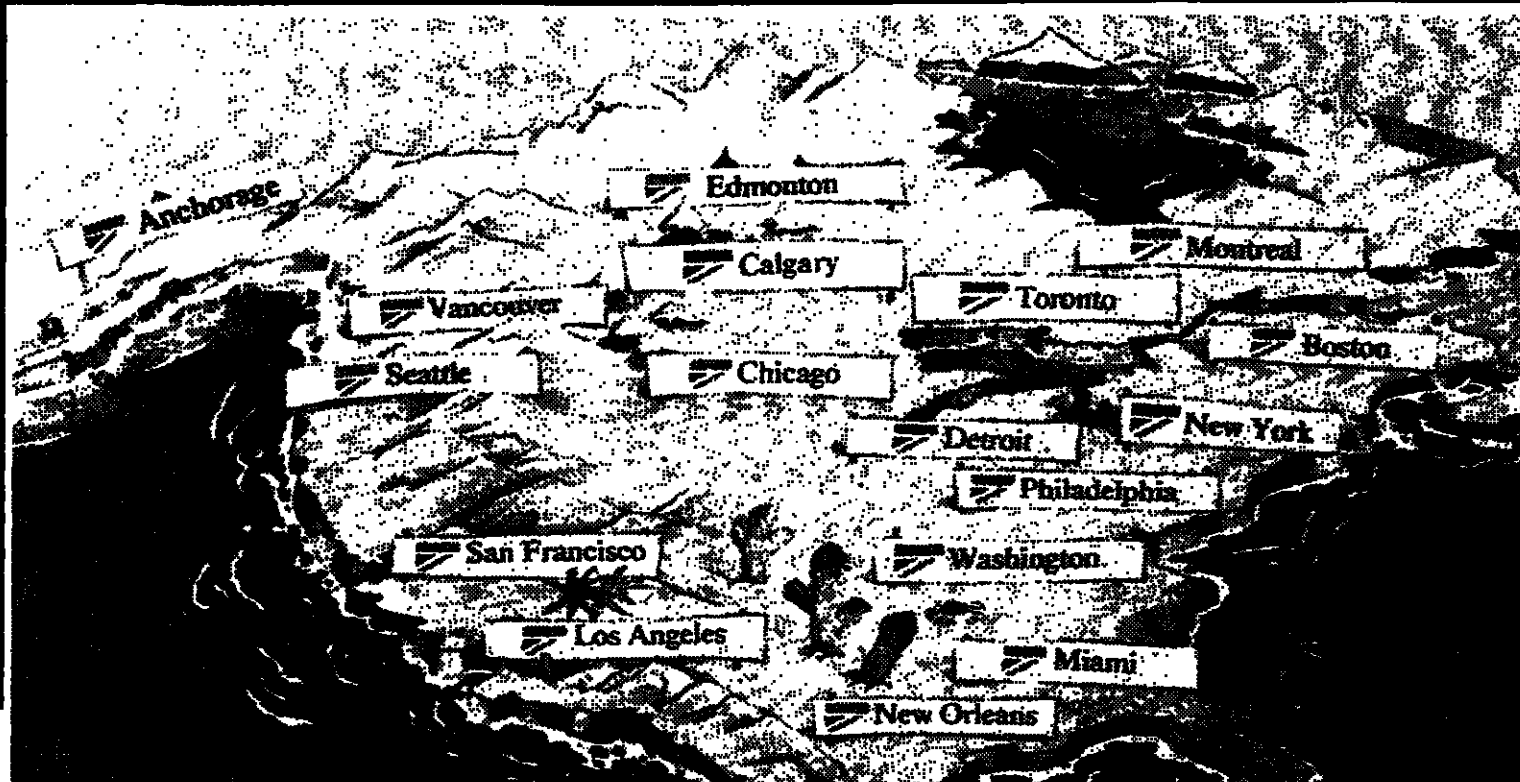 Anchorage
Edmonton
Montreal
Calgary
Toronto
Vancouver
Boston
Seattle
Chicago
New York
Detroit
Philadelphia
San Francisco
Washington
Los Angeles
Miami
New Orleans